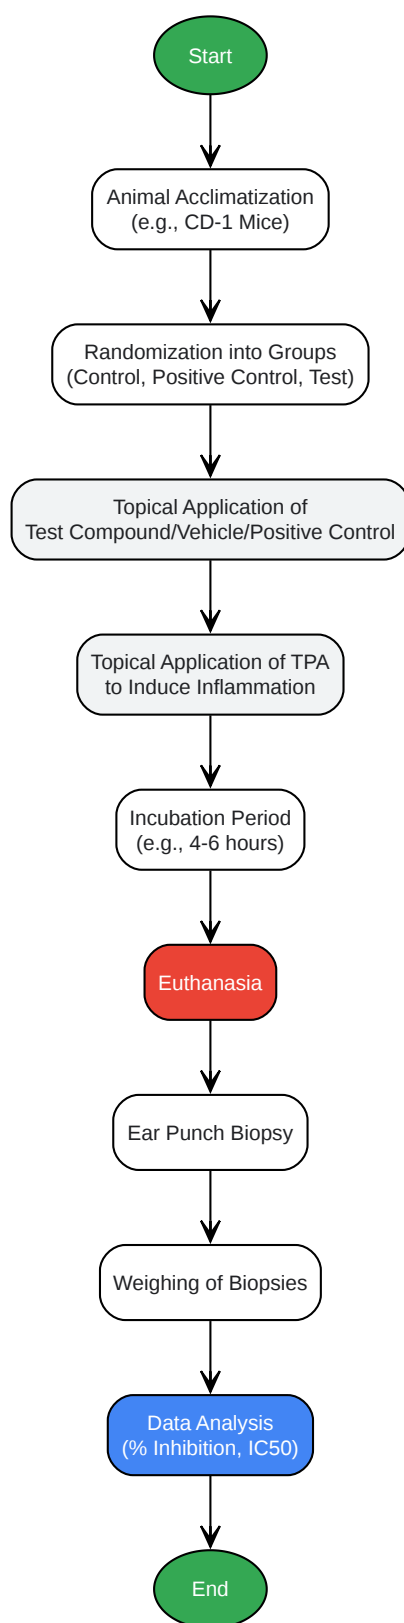 Start
Animal Acclimatization
(e.g., CD-1 Mice)
Randomization into Groups
(Control, Positive Control, Test)
Topical Application of
Test Compound/Vehicle/Positive Control
Topical Application of TPA
to Induce Inflammation
Incubation Period
(e.g., 4-6 hours)
Euthanasia
Ear Punch Biopsy
Weighing of Biopsies
Data Analysis
(% Inhibition, IC50)
End